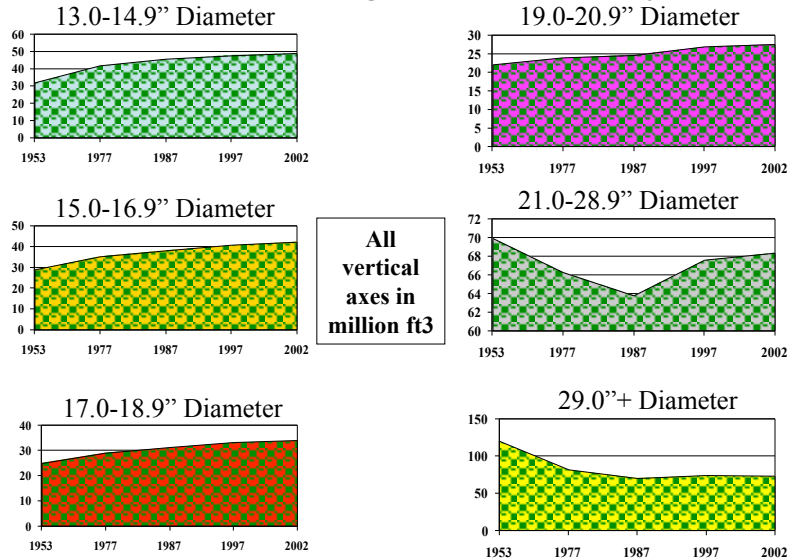 13.0-14.9” Diameter
60
50
40
30
20
10
0
1953 1977 1987 1997 2002
19.0-20.9” Diameter
30
25
20
15
10
5
0
1953 1977 1987 1997 2002
15.0-16.9” Diameter
50
40
30
20
10
0
1953 1977 1987 1997 2002
All
vertical
axes in
million ft3
21.0-28.9” Diameter
72
70
68
66
64
62
60
1953 1977 1987 1997 2002
17.0-18.9” Diameter
40
30
20
10
0
1953 1977 1987 1997 2002
29.0”+ Diameter
150
100
50
0
1953 1977 1987 1997 2002